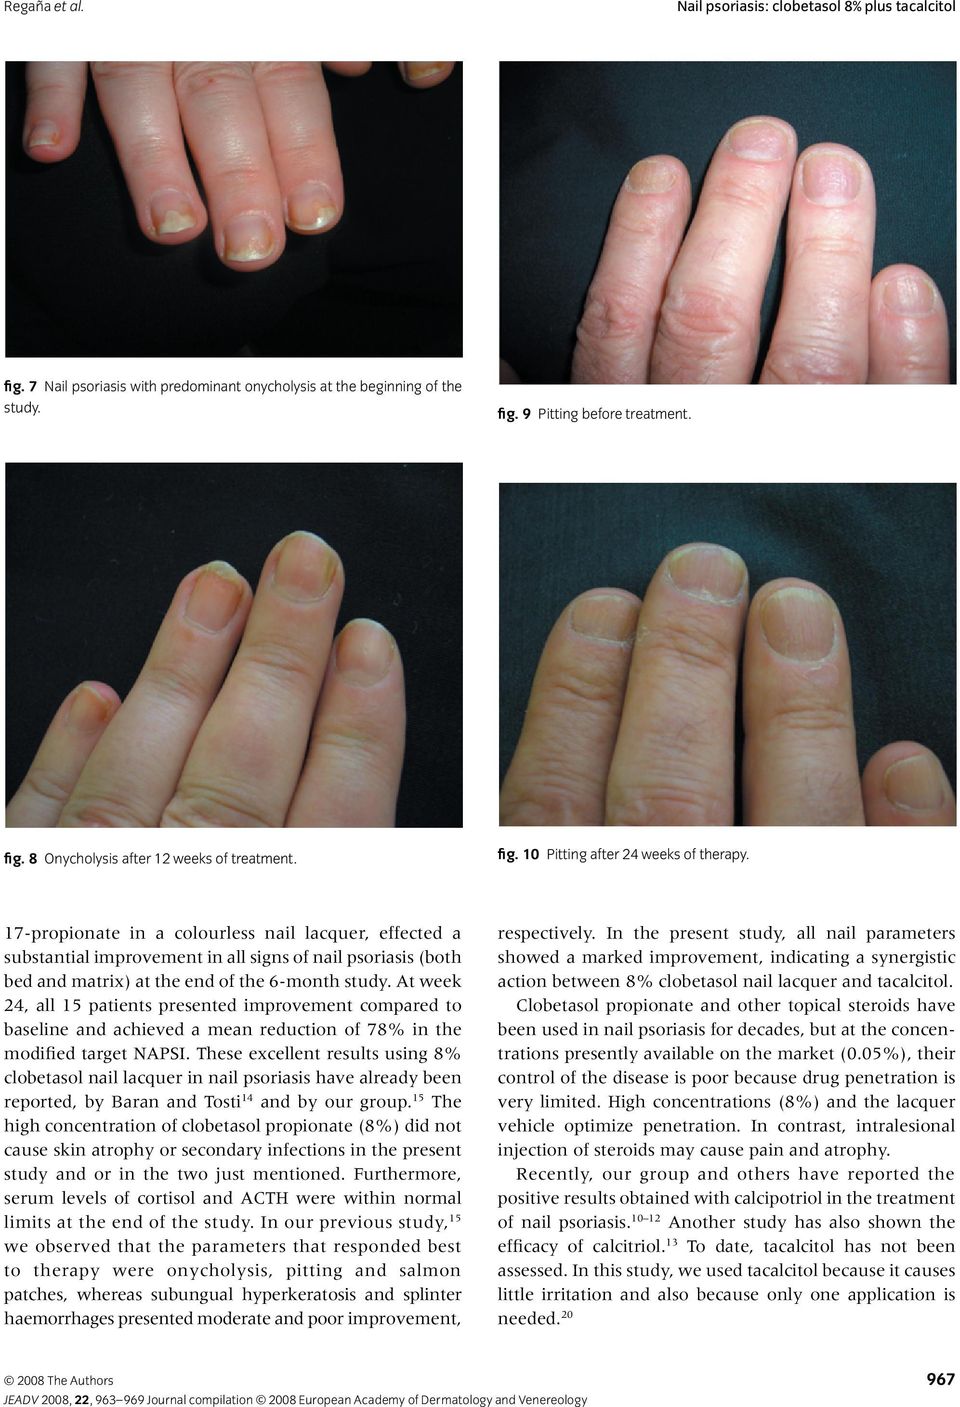 Regaña et al.
Nail psoriasis: clobetasol 8% plus tacalcitol
fig. 7 Nail psoriasis with predominant onycholysis at the beginning of the
study.
fig. 9 Pitting before treatment.
fig. 8 Onycholysis after 12 weeks of treatment.
fig. 10 Pitting after 24 weeks of therapy.
17-propionate in a colourless nail lacquer, effected a
substantial improvement in all signs of nail psoriasis (both
bed and matrix) at the end of the 6-month study. At week
24, all 15 patients presented improvement compared to
baseline and achieved a mean reduction of 78% in the
modified target NAPSI. These excellent results using 8%
clobetasol nail lacquer in nail psoriasis have already been
reported, by Baran and Tosti14 and by our group.15 The
high concentration of clobetasol propionate (8%) did not
cause skin atrophy or secondary infections in the present
study and or in the two just mentioned. Furthermore,
serum levels of cortisol and ACTH were within normal
limits at the end of the study. In our previous study,15
we observed that the parameters that responded best
to therapy were onycholysis, pitting and salmon
patches, whereas subungual hyperkeratosis and splinter
haemorrhages presented moderate and poor improvement,
respectively. In the present study, all nail parameters
showed a marked improvement, indicating a synergistic
action between 8% clobetasol nail lacquer and tacalcitol.
Clobetasol propionate and other topical steroids have
been used in nail psoriasis for decades, but at the concen-
trations presently available on the market (0.05%), their
control of the disease is poor because drug penetration is
very limited. High concentrations (8%) and the lacquer
vehicle optimize penetration. In contrast, intralesional
injection of steroids may cause pain and atrophy.
Recently, our group and others have reported the
positive results obtained with calcipotriol in the treatment
of nail psoriasis.10–12 Another study has also shown the
efficacy of calcitriol.13 To date, tacalcitol has not been
assessed. In this study, we used tacalcitol because it causes
little irritation and also because only one application is
needed.20
© 2008 The Authors
967
JEADV 2008, 22, 963–969 Journal compilation © 2008 European Academy of Dermatology and Venereology